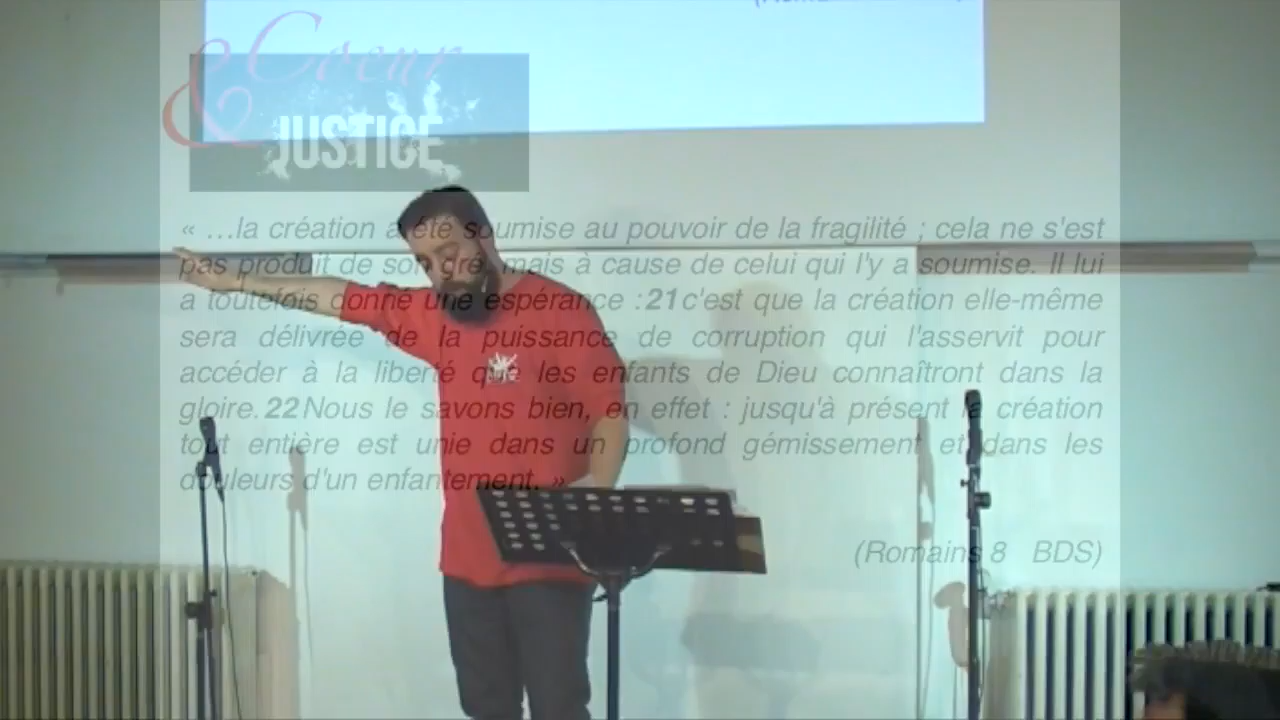 Coeur
&
JUSTICE
« …la création a été soumise au pouvoir de la fragilité ; cela ne s'est
pas produit de son gré, mais à cause de celui qui l'y a soumise. Il lui
a toutefois donné une espérance :21c'est que la création elle-même
sera délivrée de la puissance de corruption qui l'asservit pour
accéder à la liberté que les enfants de Dieu connaîtront dans la
gloire. 22Nous le savons bien, en effet : jusqu'à présent la création
tout entière est unie dans un profond gémissement et dans les
douleurs d'un enfantement. »
(Romains 8 BDS)